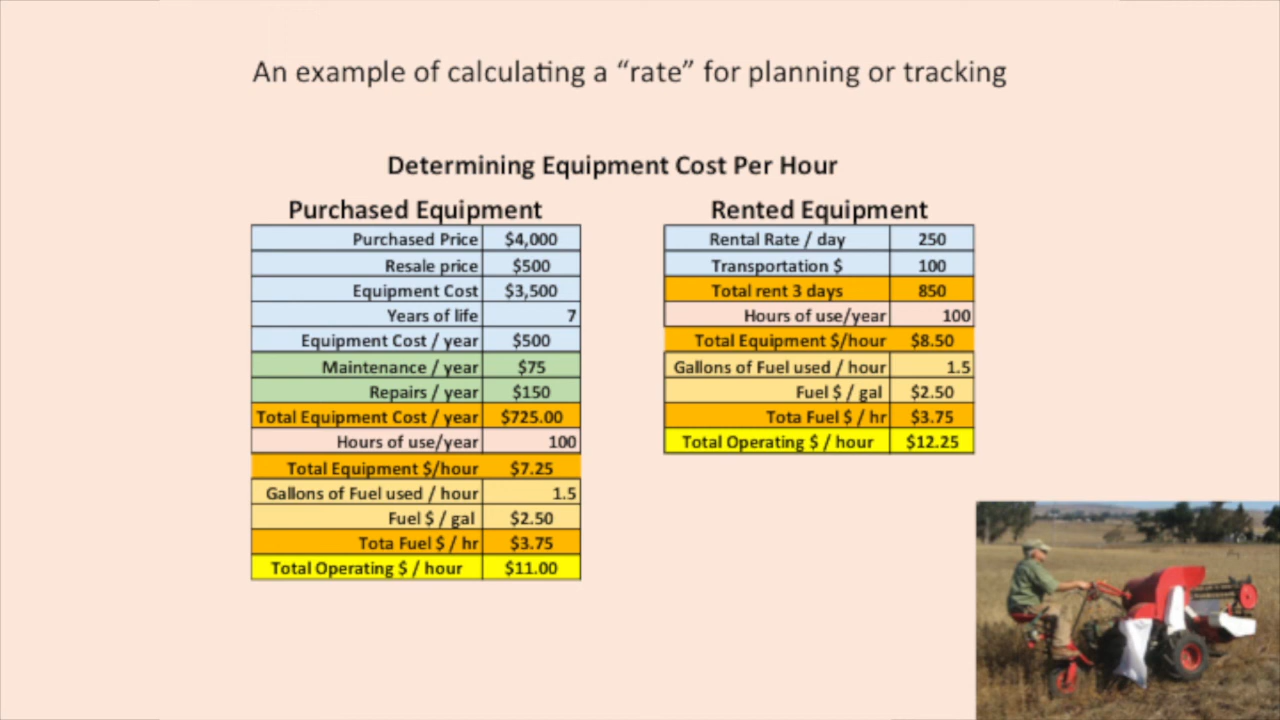 An example of calculating a “rate” for planning or tracking
Determining Equipment Cost Per Hour
Purchased Equipment
Purchased Price $4,000
Resale price $500
Equipment Cost $3,500
Years of life 7
Equipment Cost / year $500
Maintenance / year $75
Repairs / year $150
Total Equipment Cost / year $725.00
Hours of use/year 100
Total Equipment $/hour $7.25
Gallons of Fuel used / hour 1.5
Fuel $ / gal $2.50
Tota Fuel $ / hr $3.75
Total Operating $ / hour $11.00
Rented Equipment
Rental Rate / day 250
Transportation $ 100
Total rent 3 days 850
Hours of use/year 100
Total Equipment $/hour $8.50
Gallons of Fuel used / hour 1.5
Fuel $ / gal $2.50
Tota Fuel $ / hr $3.75
Total Operating $ / hour $12.25